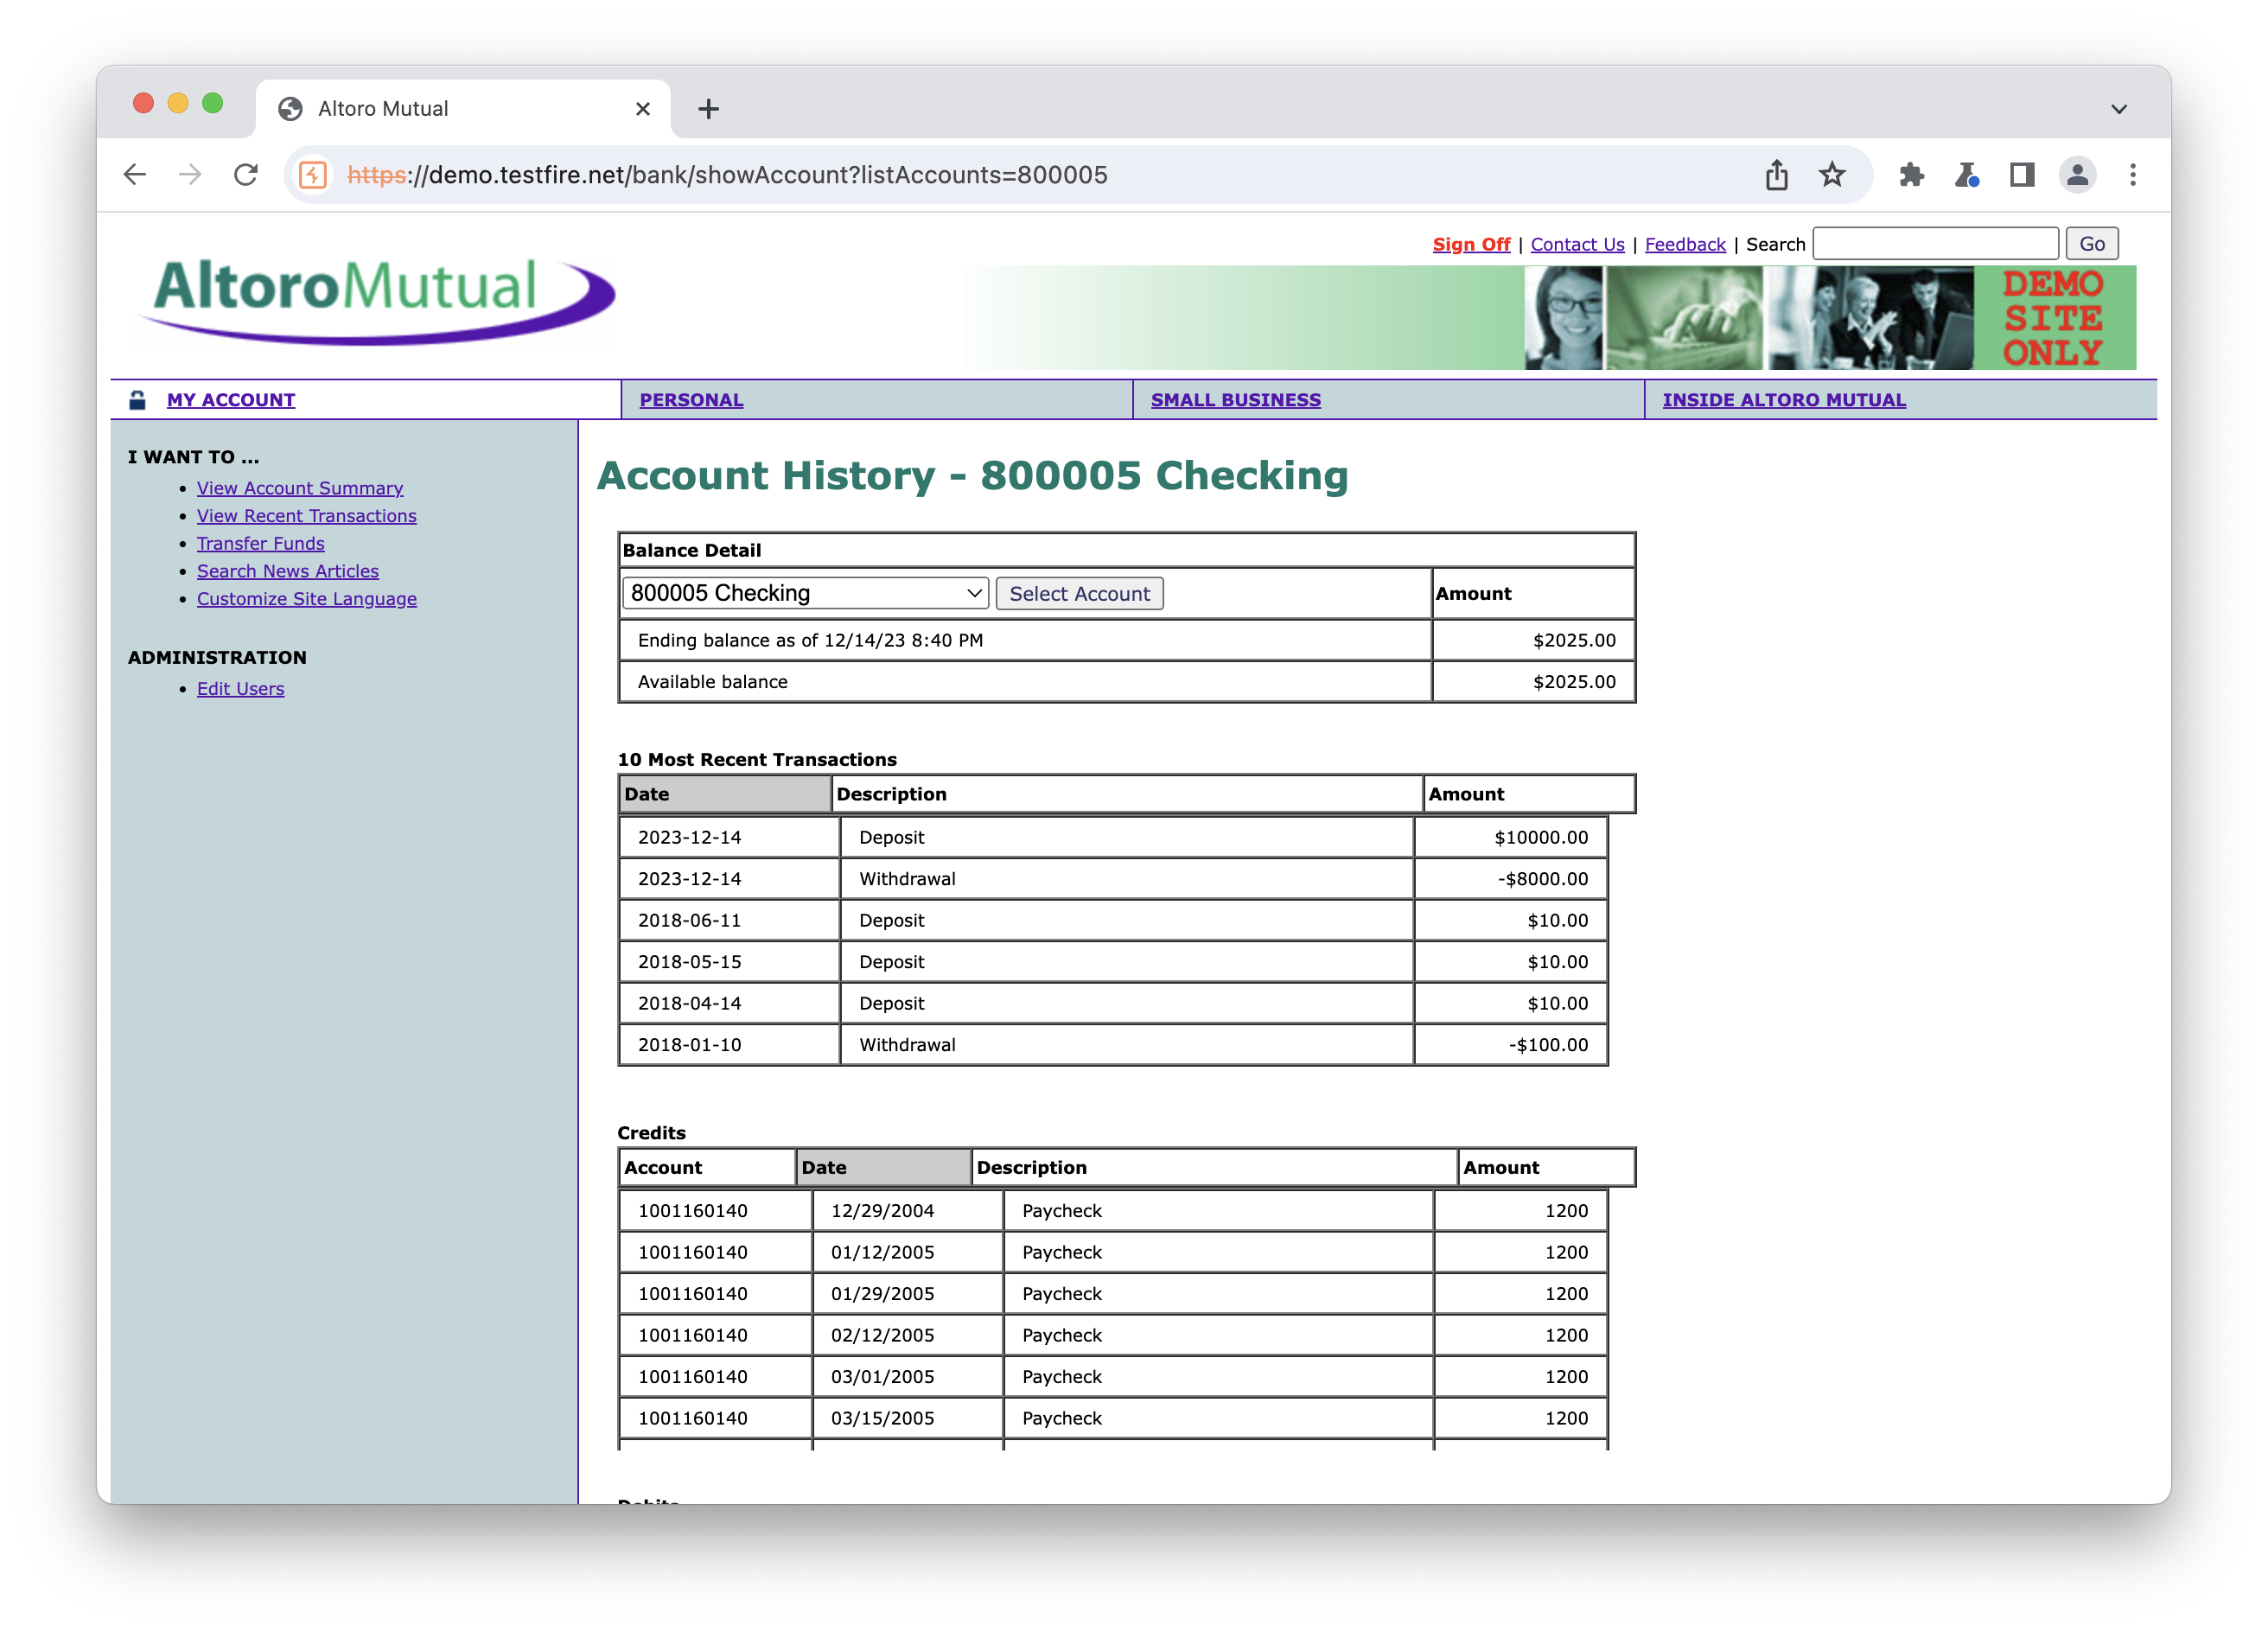 Altoro Mutual
https://demo.testfire.net/bank/showAccount?listAccounts=800005
Sign Off | Contact Us | Feedback | Search Go
AltoroMutual
DEMO
SITE
ONLY
MY ACCOUNT PERSONAL SMALL BUSINESS INSIDE ALTORO MUTUAL
I WANT TO ...
• View Account Summary
• View Recent Transactions
• Transfer Funds
• Search News Articles
• Customize Site Language
ADMINISTRATION
• Edit Users
Account History - 800005 Checking
Balance Detail
800005 Checking Select Account Amount
Ending balance as of 12/14/23 8:40 PM $2025.00
Available balance $2025.00
10 Most Recent Transactions
Date Description Amount
2023-12-14 Deposit $10000.00
2023-12-14 Withdrawal -$8000.00
2018-06-11 Deposit $10.00
2018-05-15 Deposit $10.00
2018-04-14 Deposit $10.00
2018-01-10 Withdrawal -$100.00
Credits
Account Date Description Amount
1001160140 12/29/2004 Paycheck 1200
1001160140 01/12/2005 Paycheck 1200
1001160140 01/29/2005 Paycheck 1200
1001160140 02/12/2005 Paycheck 1200
1001160140 03/01/2005 Paycheck 1200
1001160140 03/15/2005 Paycheck 1200
Debits